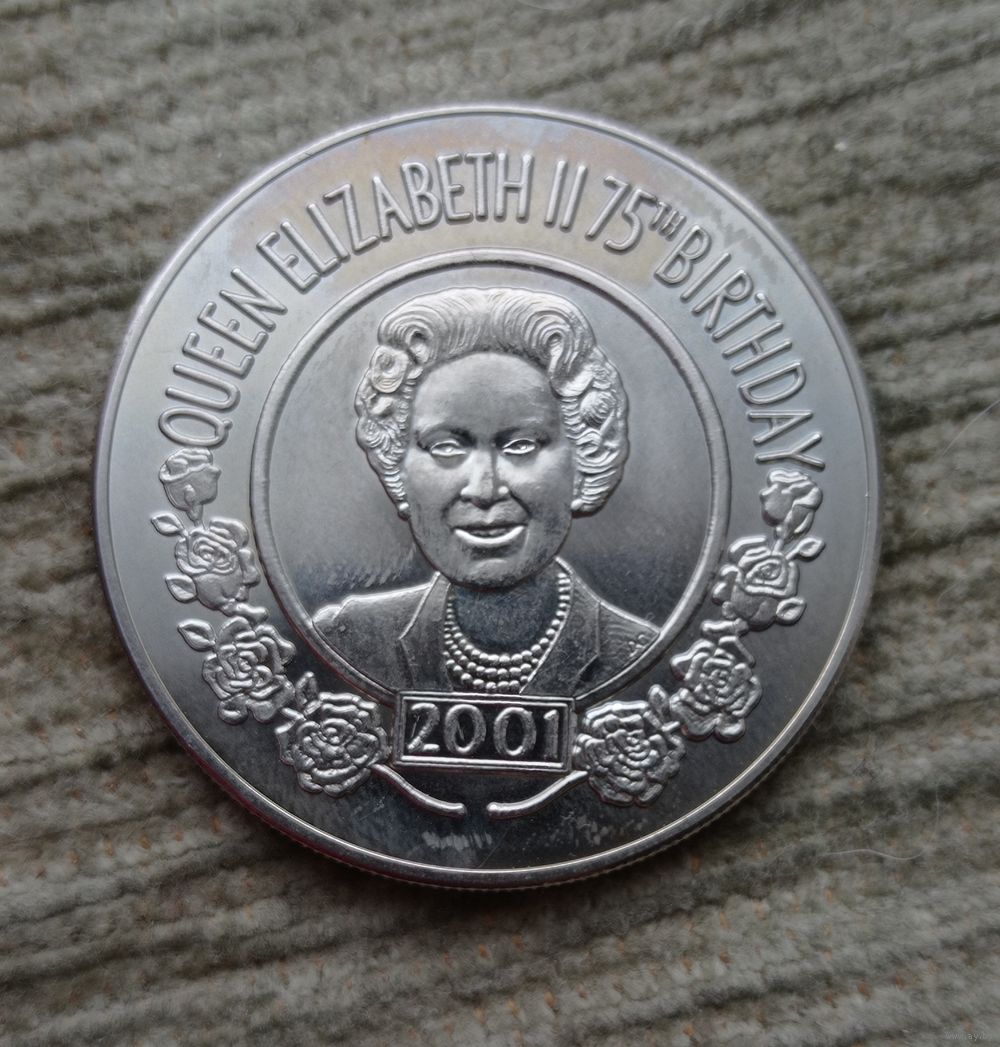 QUEEN ELIZABETH II 75TH BIRTHDAY
2001